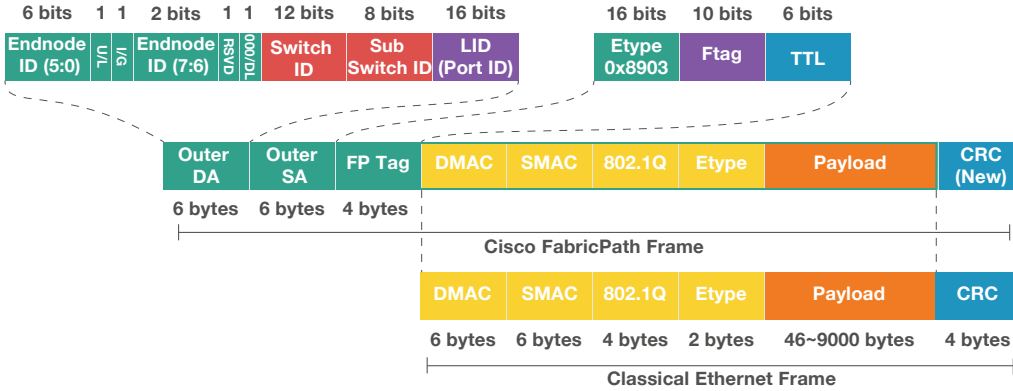 6 bits 1 1 2 bits 1 1 12 bits 8 bits 16 bits 16 bits 10 bits 6 bits
Endnode ID (5:0)
U/L
I/G
Endnode ID (7:6)
RSVD
OOO/DL
Switch ID
Sub Switch ID
LID (Port ID)
Etype 0x8903
Ftag
TTL
Outer DA
Outer SA
FP Tag
DMAC
SMAC
802.1Q
Etype
Payload
CRC (New)
6 bytes 6 bytes 4 bytes
Cisco FabricPath Frame
DMAC SMAC 802.1Q Etype Payload CRC
6 bytes 6 bytes 4 bytes 2 bytes 46~9000 bytes 4 bytes
Classical Ethernet Frame